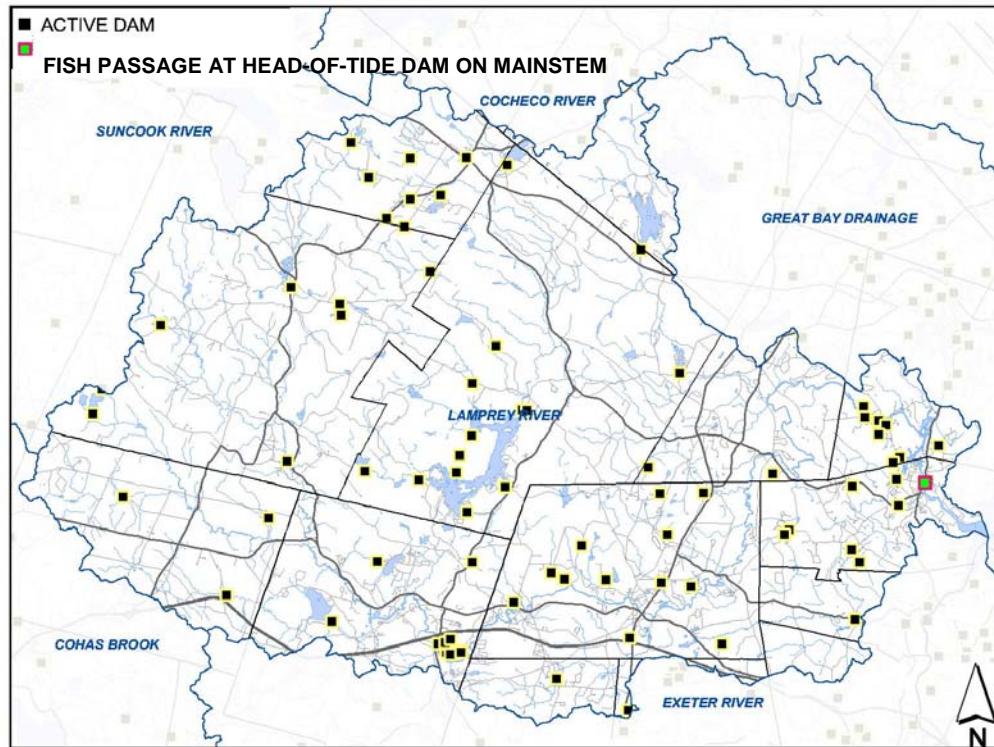 ACTIVE DAM
FISH PASSAGE AT HEAD-OF-TIDE DAM ON MAINSTEM
COCHECO RIVER
SUNCOOK RIVER
GREAT BAY DRAINAGE
LAMPREY RIVER
COHAS BROOK
EXETER RIVER
N